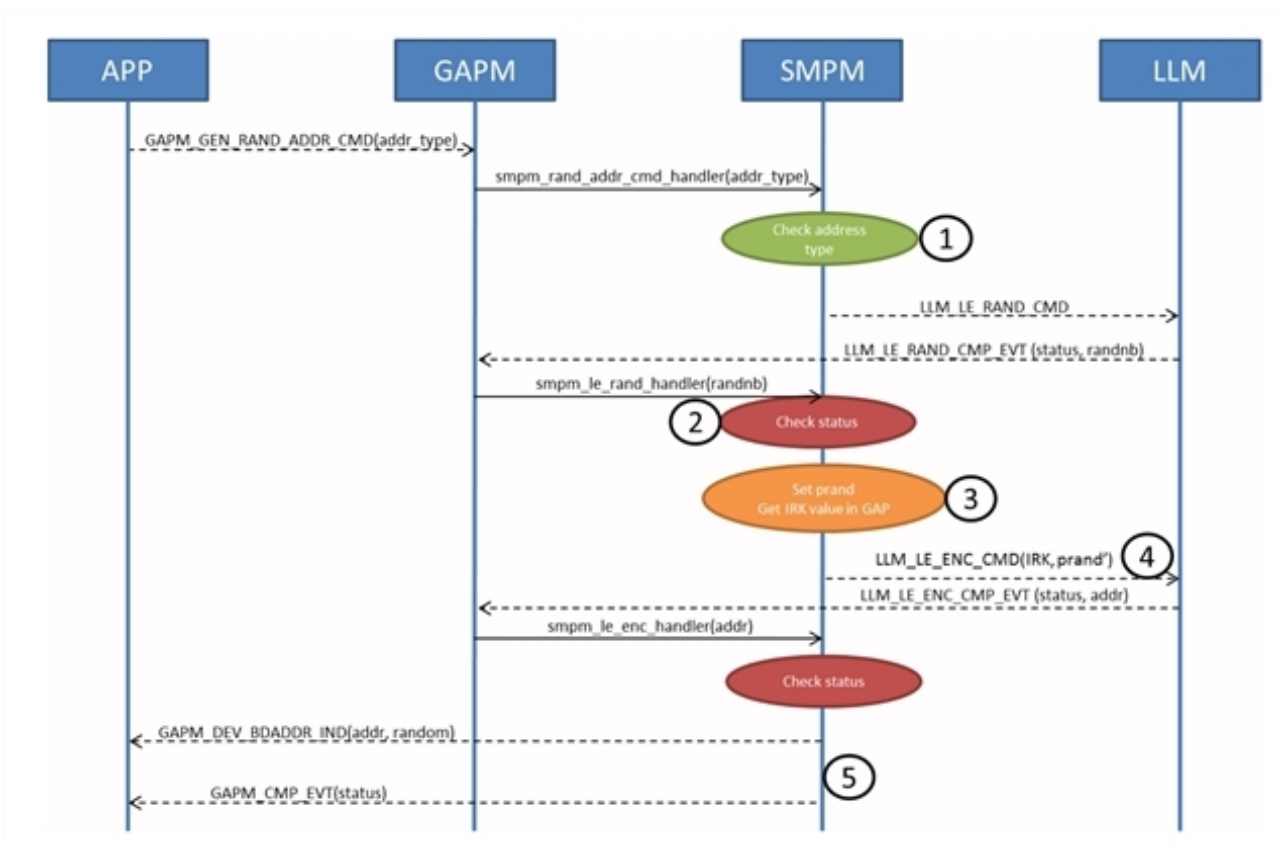 APP
GAPM
SMPM
LLM
GAPM_GEN_RAND_ADDR_CMD(addr_type)
smpm_rand_addr_cmd_handler(addr_type)
Check address
type
1
LLM_LE_RAND_CMD
LLM_LE_RAND_CMP_EVT (status, randnb)
smpm_le_rand_handler(randnb)
2
Check status
Set prand
Get IRK value in GAP
3
LLM_LE_ENC_CMD(IRK, prand')
4
LLM_LE_ENC_CMP_EVT (status, addr)
smpm_le_enc_handler(addr)
Check status
GAPM_DEV_BDADDR_IND(addr, random)
5
GAPM_CMP_EVT(status)